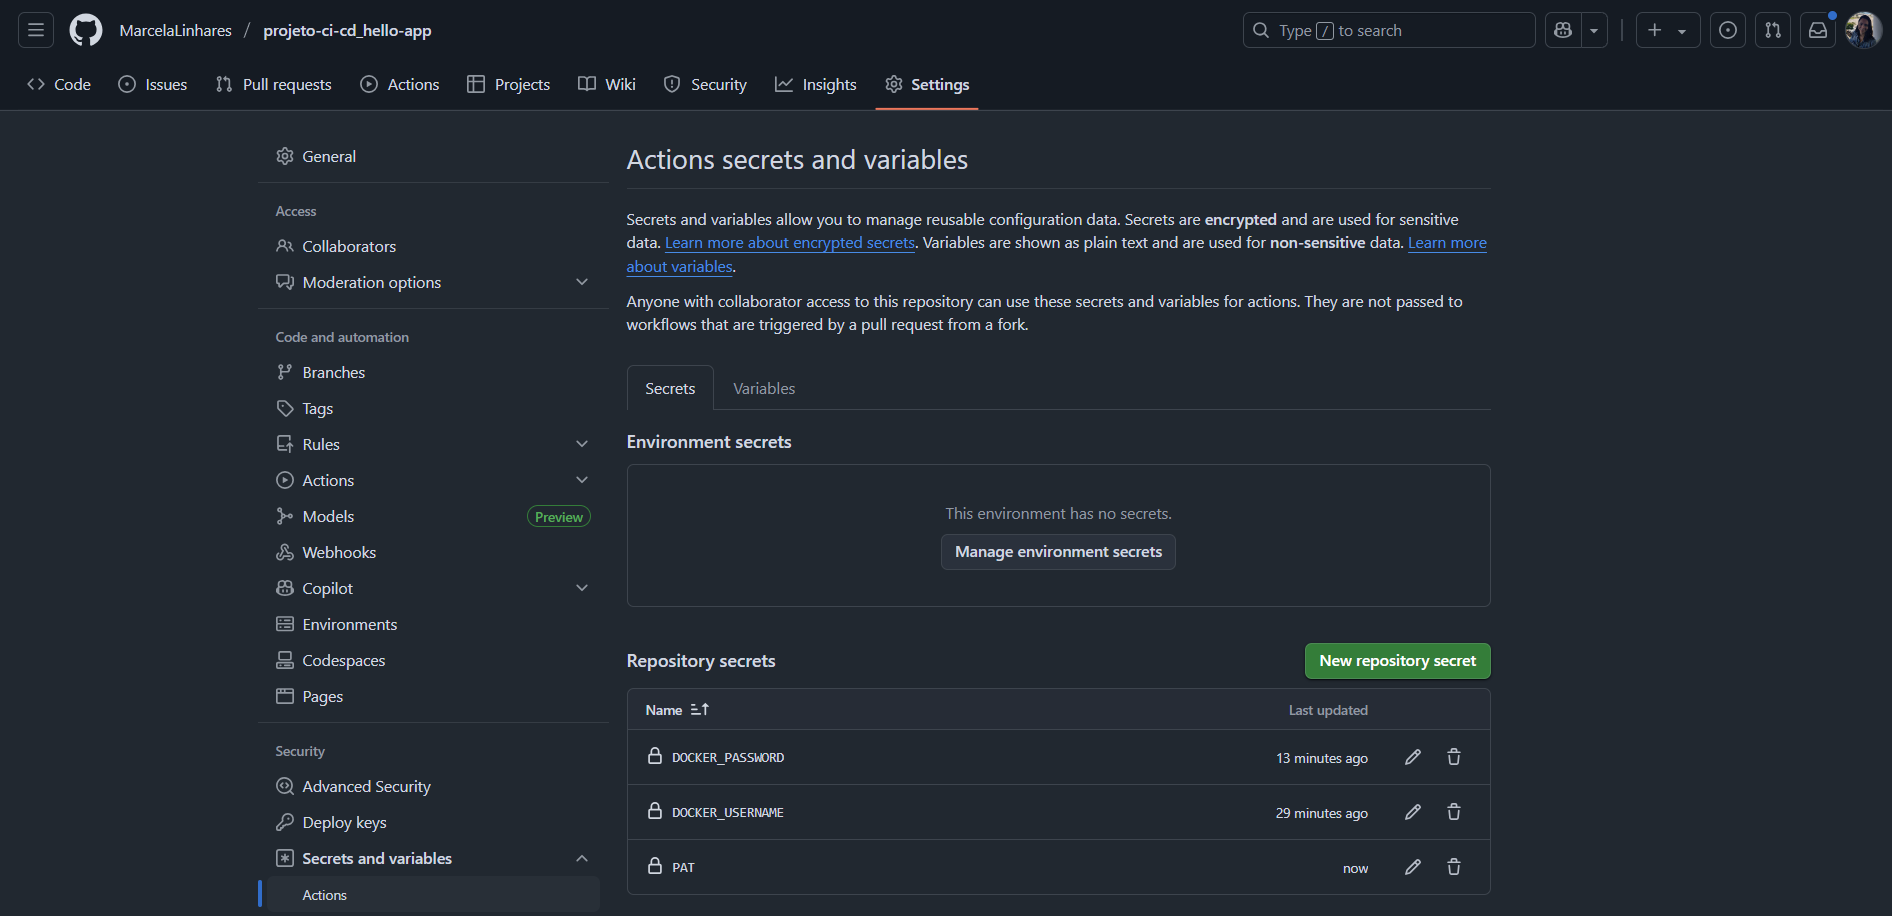 MarcelaLinhares / projeto-ci-cd_hello-app
Type / to search
Code
Issues
Pull requests
Actions
Projects
Wiki
Security
Insights
Settings
General
Access
Collaborators
Moderation options
Code and automation
Branches
Tags
Rules
Actions
Models Preview
Webhooks
Copilot
Environments
Codespaces
Pages
Security
Advanced Security
Deploy keys
Secrets and variables
Actions
Actions secrets and variables
Secrets and variables allow you to manage reusable configuration data. Secrets are encrypted and are used for sensitive
data. Learn more about encrypted secrets. Variables are shown as plain text and are used for non-sensitive data. Learn more
about variables.
Anyone with collaborator access to this repository can use these secrets and variables for actions. They are not passed to
workflows that are triggered by a pull request from a fork.
Secrets
Variables
Environment secrets
This environment has no secrets.
Manage environment secrets
Repository secrets
New repository secret
Name Last updated
DOCKER_PASSWORD 13 minutes ago
DOCKER_USERNAME 29 minutes ago
PAT now